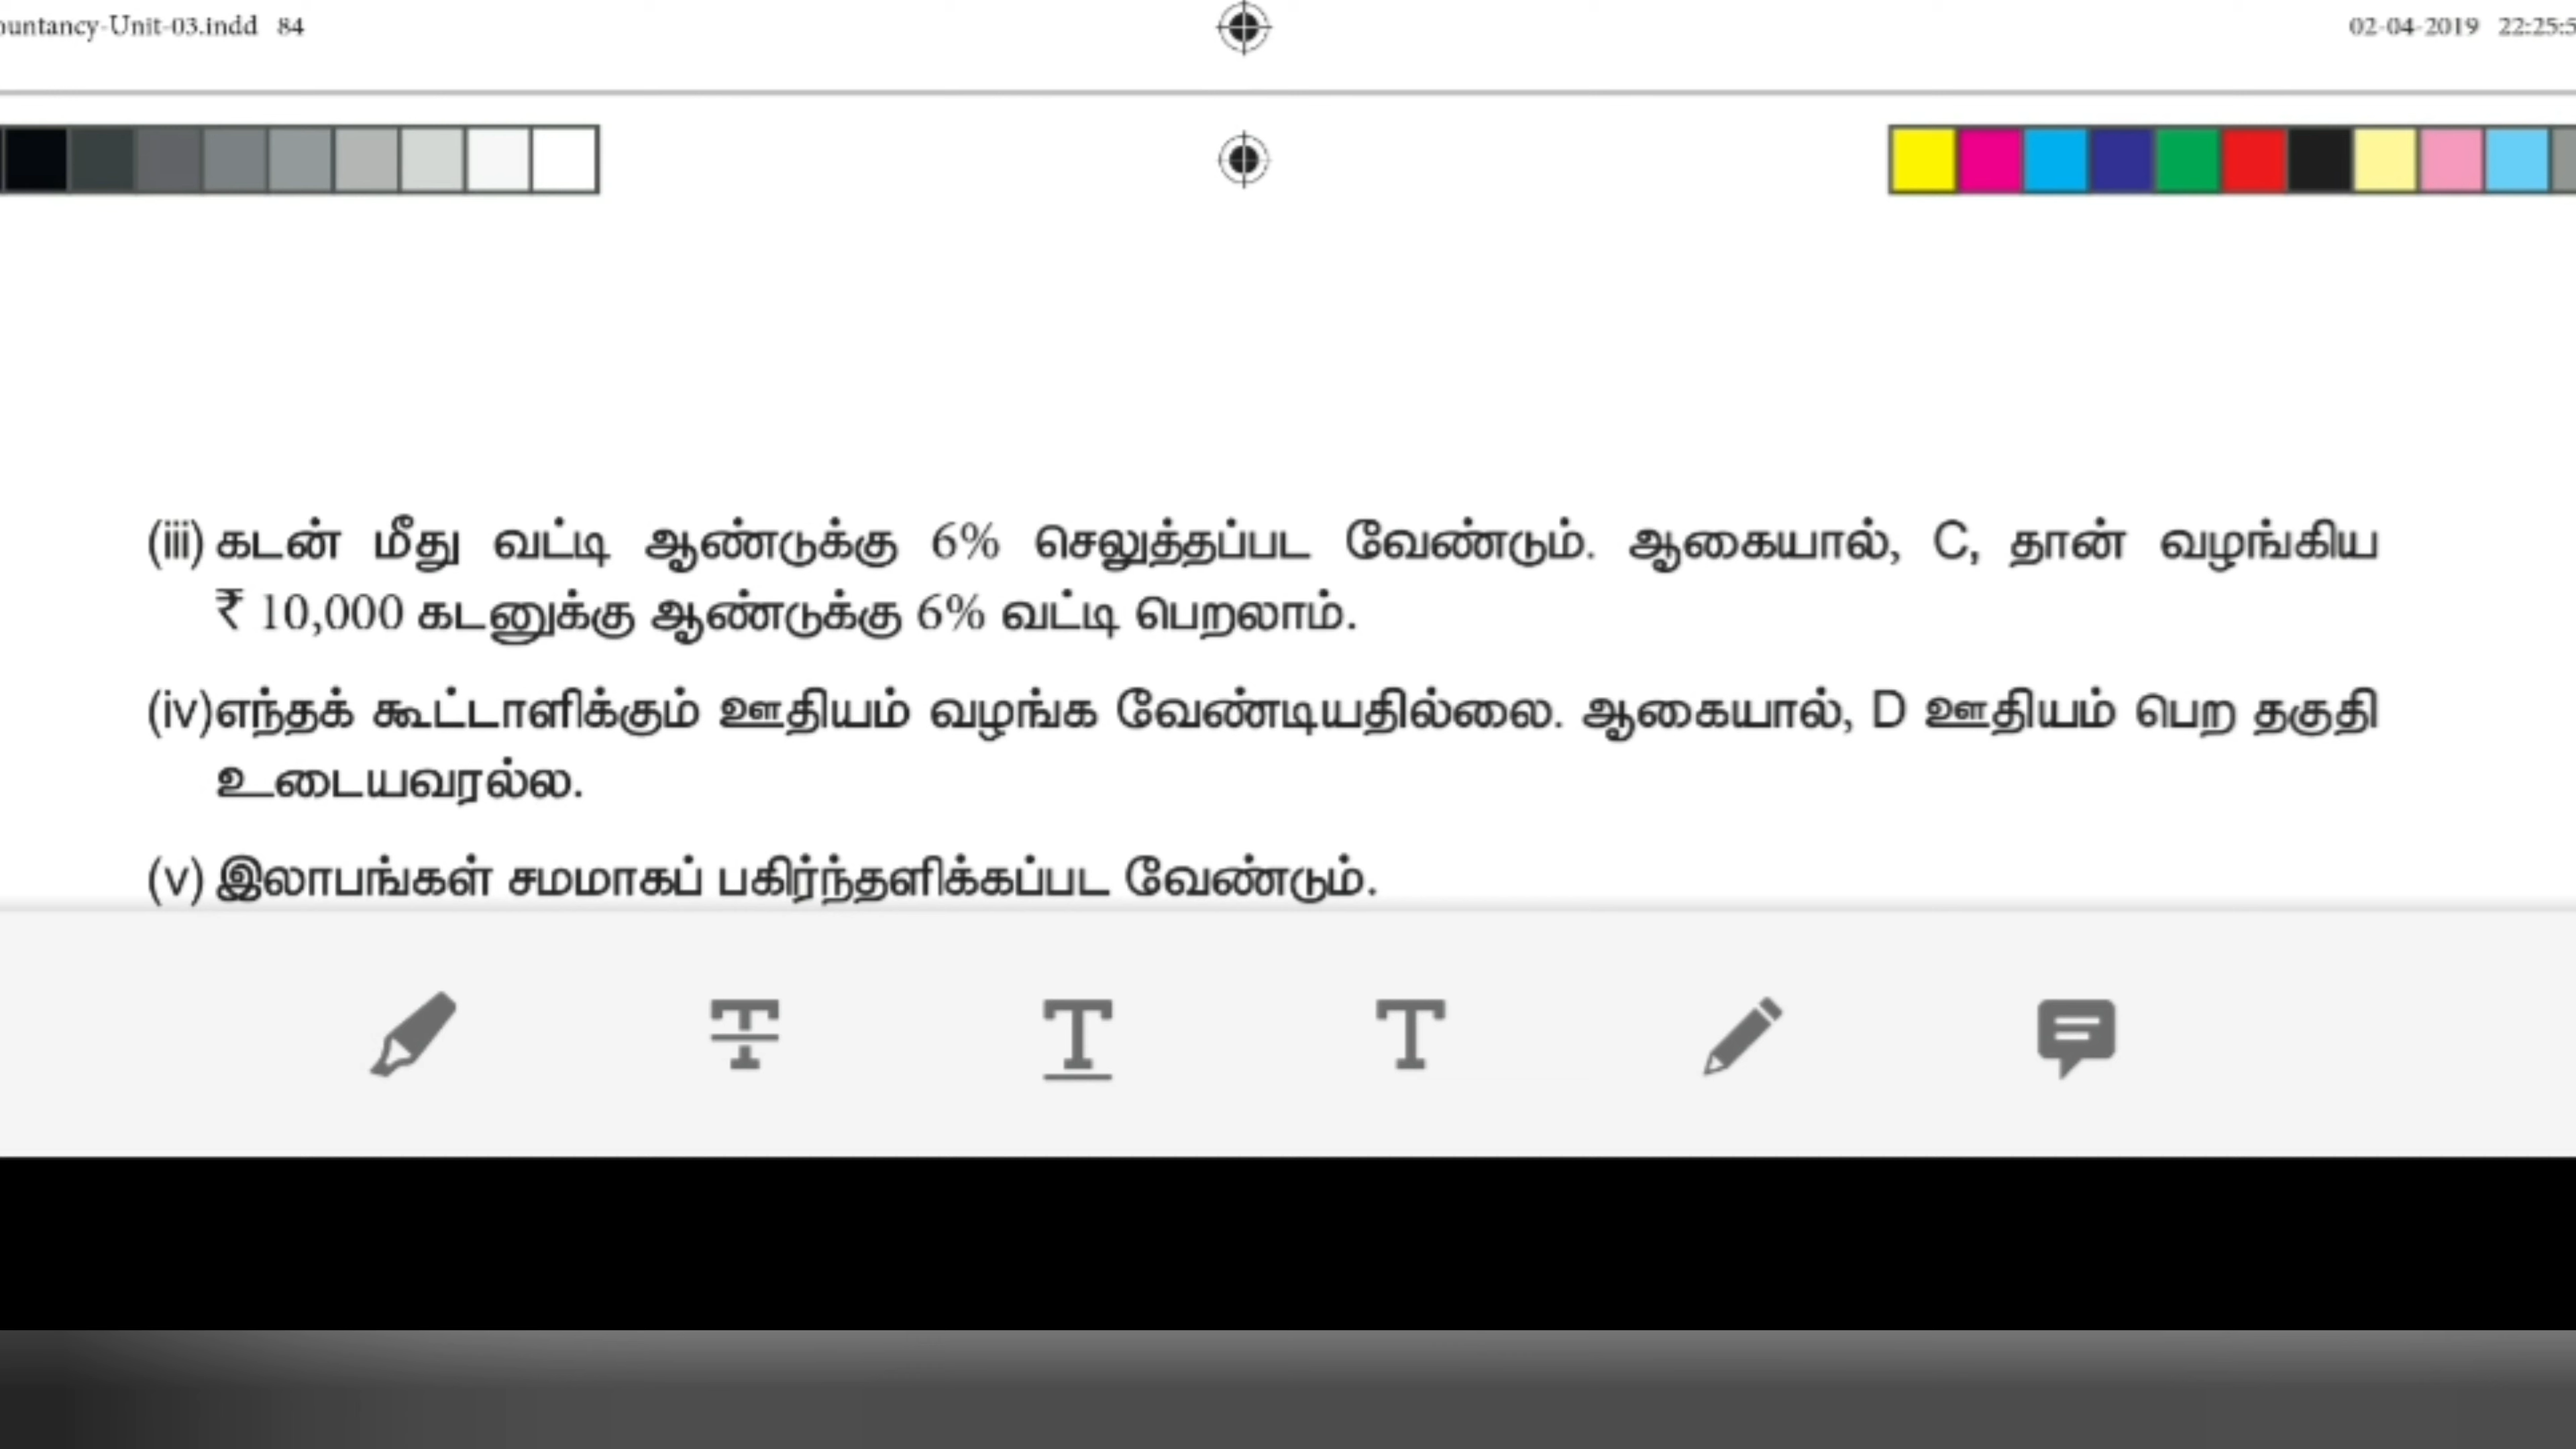 ountancy-Unit-03.indd 84
02-04-2019 22:25:5
(iii) கடன் மீது வட்டி ஆண்டுக்கு 6% செலுத்தப்பட வேண்டும். ஆகையால், C, தான் வழங்கிய
₹ 10,000 கடனுக்கு ஆண்டுக்கு 6% வட்டி பெறலாம்.
(iv) எந்தக் கூட்டாளிக்கும் ஊதியம் வழங்க வேண்டியதில்லை. ஆகையால், D ஊதியம் பெற தகுதி
உடையவரல்ல.
(v) இலாபங்கள் சமமாகப் பகிர்ந்தளிக்கப்பட வேண்டும்.